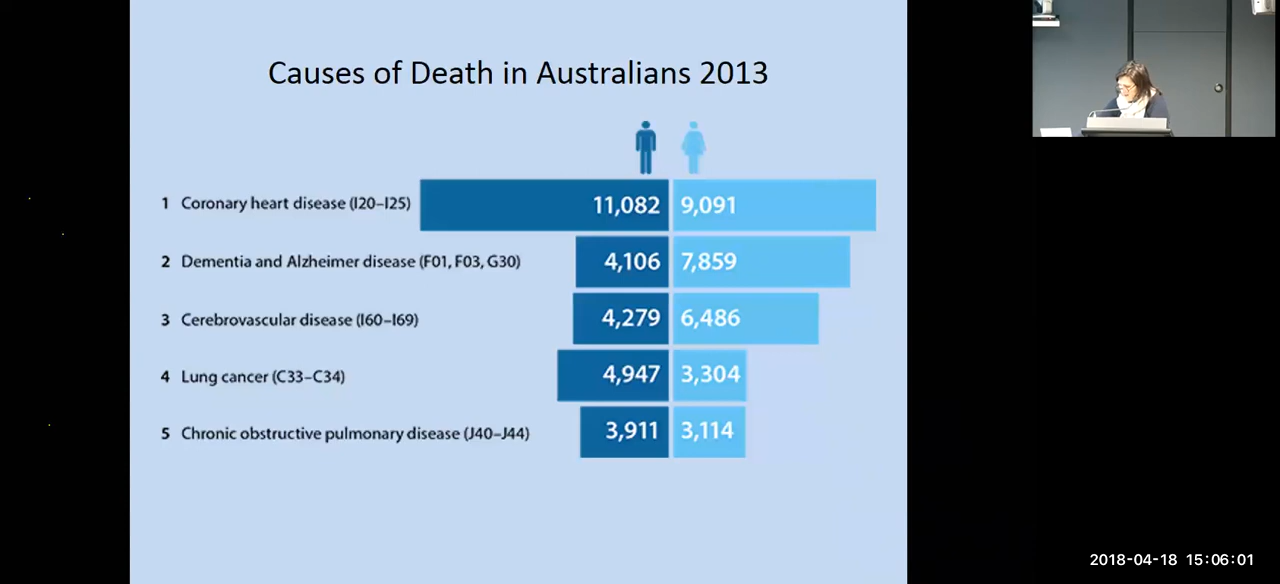 Causes of Death in Australians 2013
1 Coronary heart disease (I20–I25) 11,082 9,091
2 Dementia and Alzheimer disease (F01, F03, G30) 4,106 7,859
3 Cerebrovascular disease (I60–I69) 4,279 6,486
4 Lung cancer (C33–C34) 4,947 3,304
5 Chronic obstructive pulmonary disease (J40–J44) 3,911 3,114
2018-04-18 15:06:01